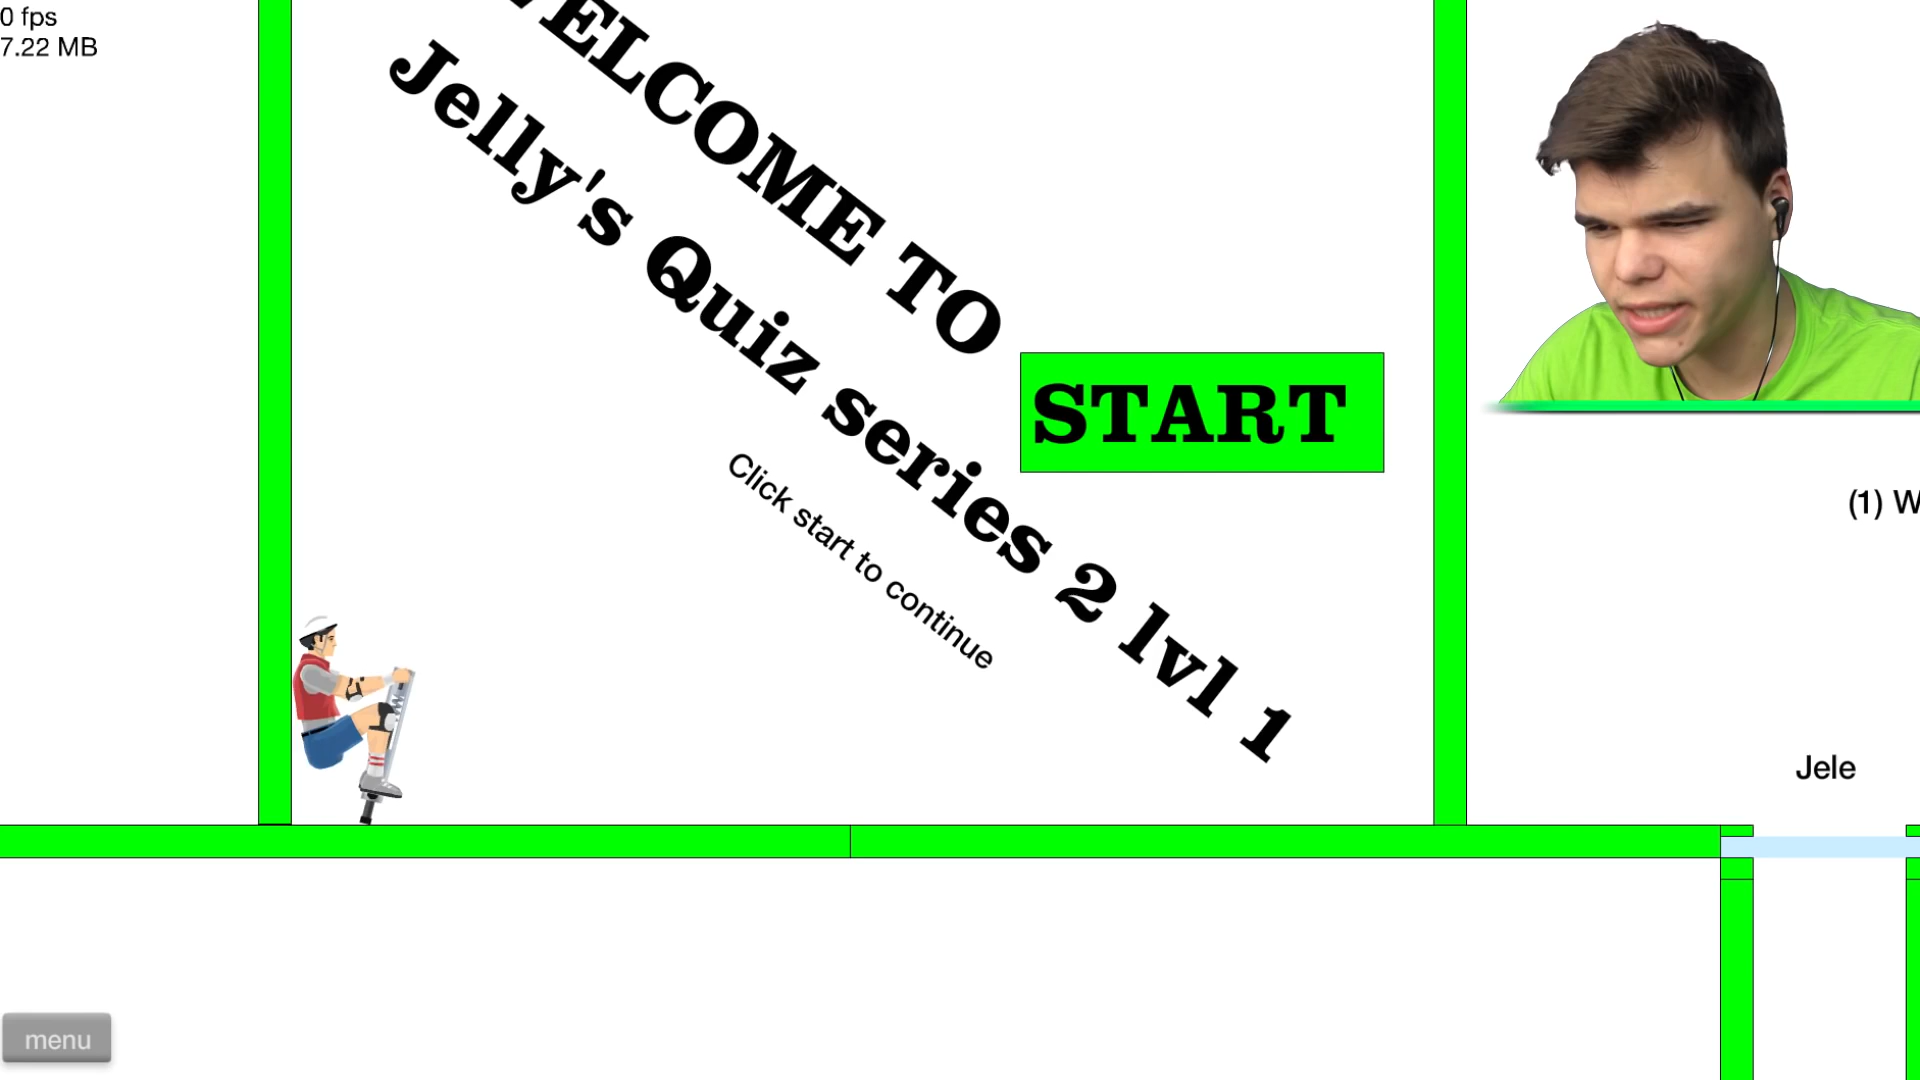 0 fps
7.22 MB
WELCOME TO
Jelly's Quiz series 2 lvl 1
START
Click start to continue
(1) W
Jele
menu